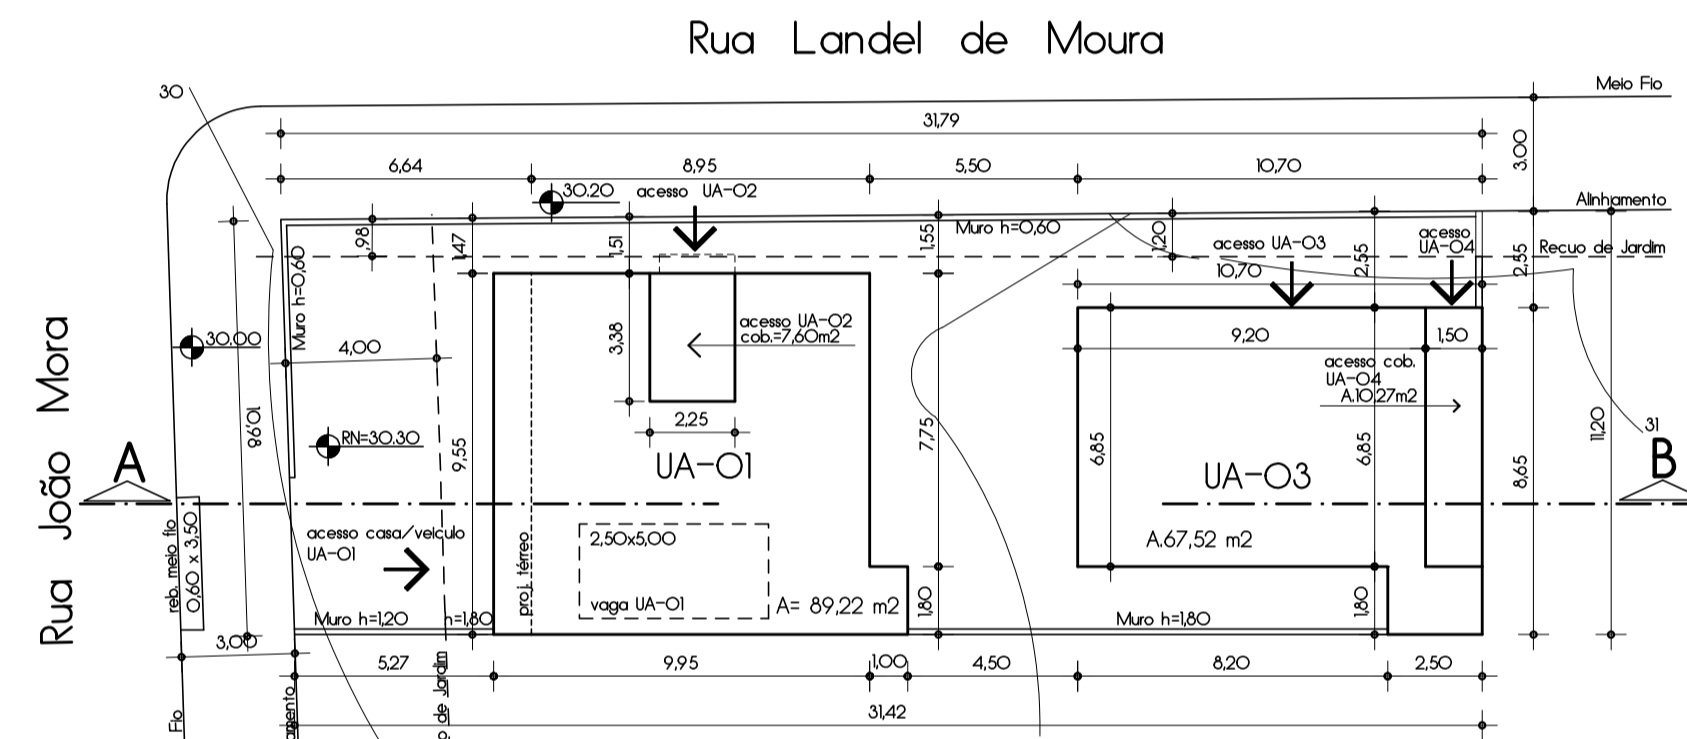 Rua Landel de Moura
30
Meio Fio
31,79
3.00
6,64
8,95
5,50
10,70
30.20
acesso UA-02
Alinhamento
Muro h=0,60
,98
1,47
1,51
1,55
1,20
acesso UA-03
acesso
UA-04
2,55
2,55
Recuo de Jardim
10,70
Muro h=0,60
30.00
4,00
3,38
acesso UA-02
cob.=7,60m2
9,20
1,50
acesso cob.
UA-04
A.10,27m2
Rua João Mora
10,98
RN=30.30
2,25
9,55
7,75
6,85
6,85
11,20
31
A
UA-01
UA-03
8,65
B
reb. meio fio
0,60 x 3,50
acesso casa/veículo
UA-01
proj. térreo
2,50x5,00
A.67,52 m2
vaga UA-01
A= 89,22 m2
1,80
1,80
Muro h=1,20
h=1,80
Muro h=1,80
3,00
5,27
9,95
1,00
4,50
8,20
2,50
o de Jardim
amento
Fio
31,42